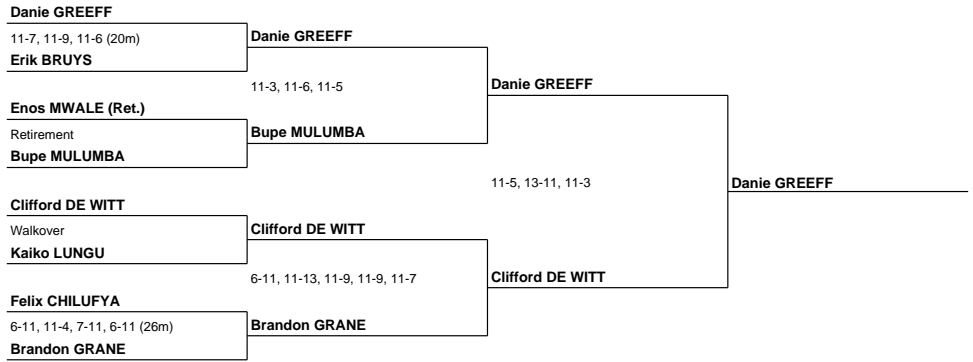 Danie GREEFF
11-7, 11-9, 11-6 (20m)
Erik BRUYS
Danie GREEFF
11-3, 11-6, 11-5
Danie GREEFF
Enos MWALE (Ret.)
Retirement
Bupe MULUMBA
Bupe MULUMBA
11-5, 13-11, 11-3
Danie GREEFF
Clifford DE WITT
Walkover
Kaiko LUNGU
Clifford DE WITT
6-11, 11-13, 11-9, 11-9, 11-7
Clifford DE WITT
Felix CHILUFYA
6-11, 11-4, 7-11, 6-11 (26m)
Brandon GRANE
Brandon GRANE